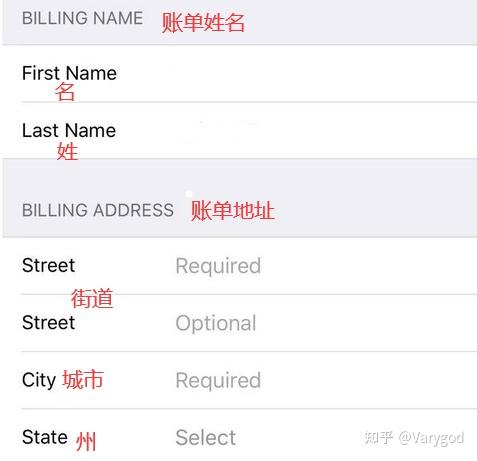 BILLING NAME 账单姓名
First Name
名
Last Name
姓
BILLING ADDRESS 账单地址
Street Required
街道
Street Optional
City 城市 Required
State 州 Select
知乎 @Varygod